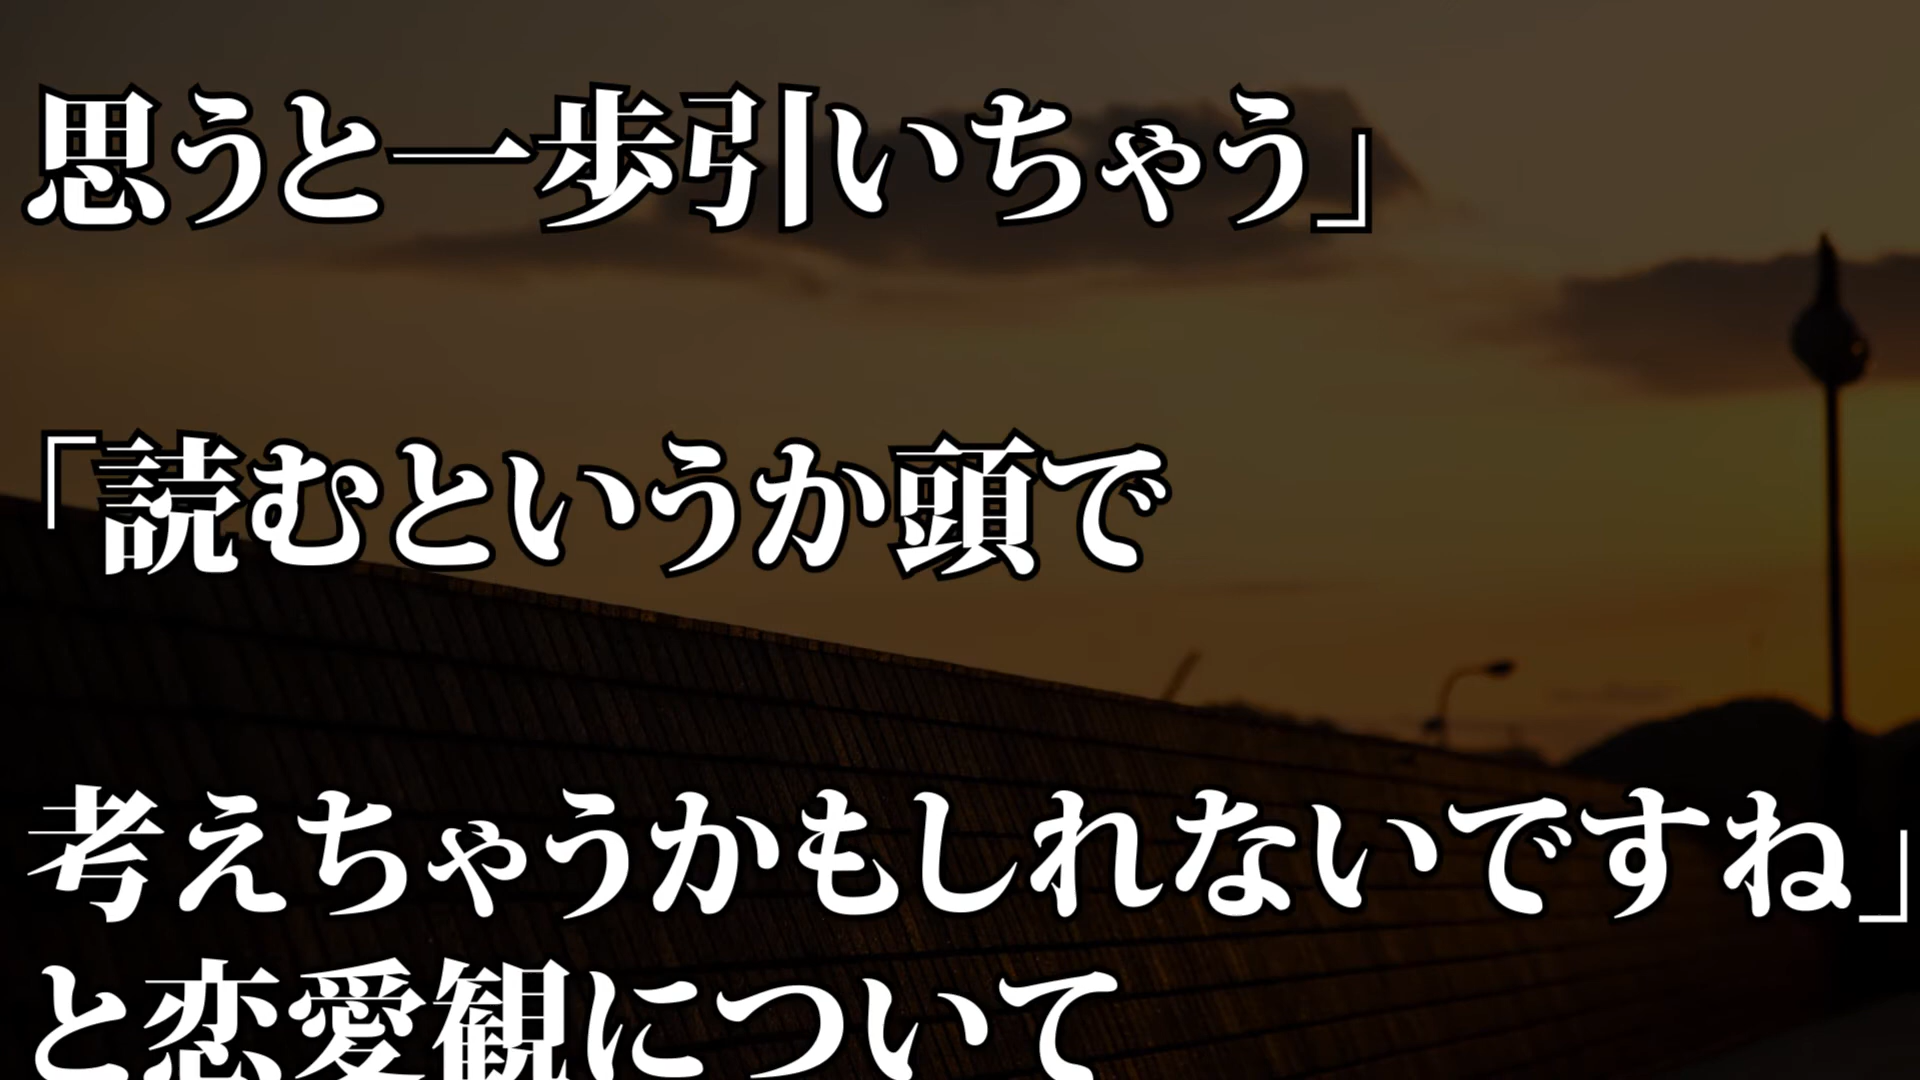 思うと一歩引いちゃう」
「読むというか頭で
考えちゃうかもしれないですね」
と恋愛観について